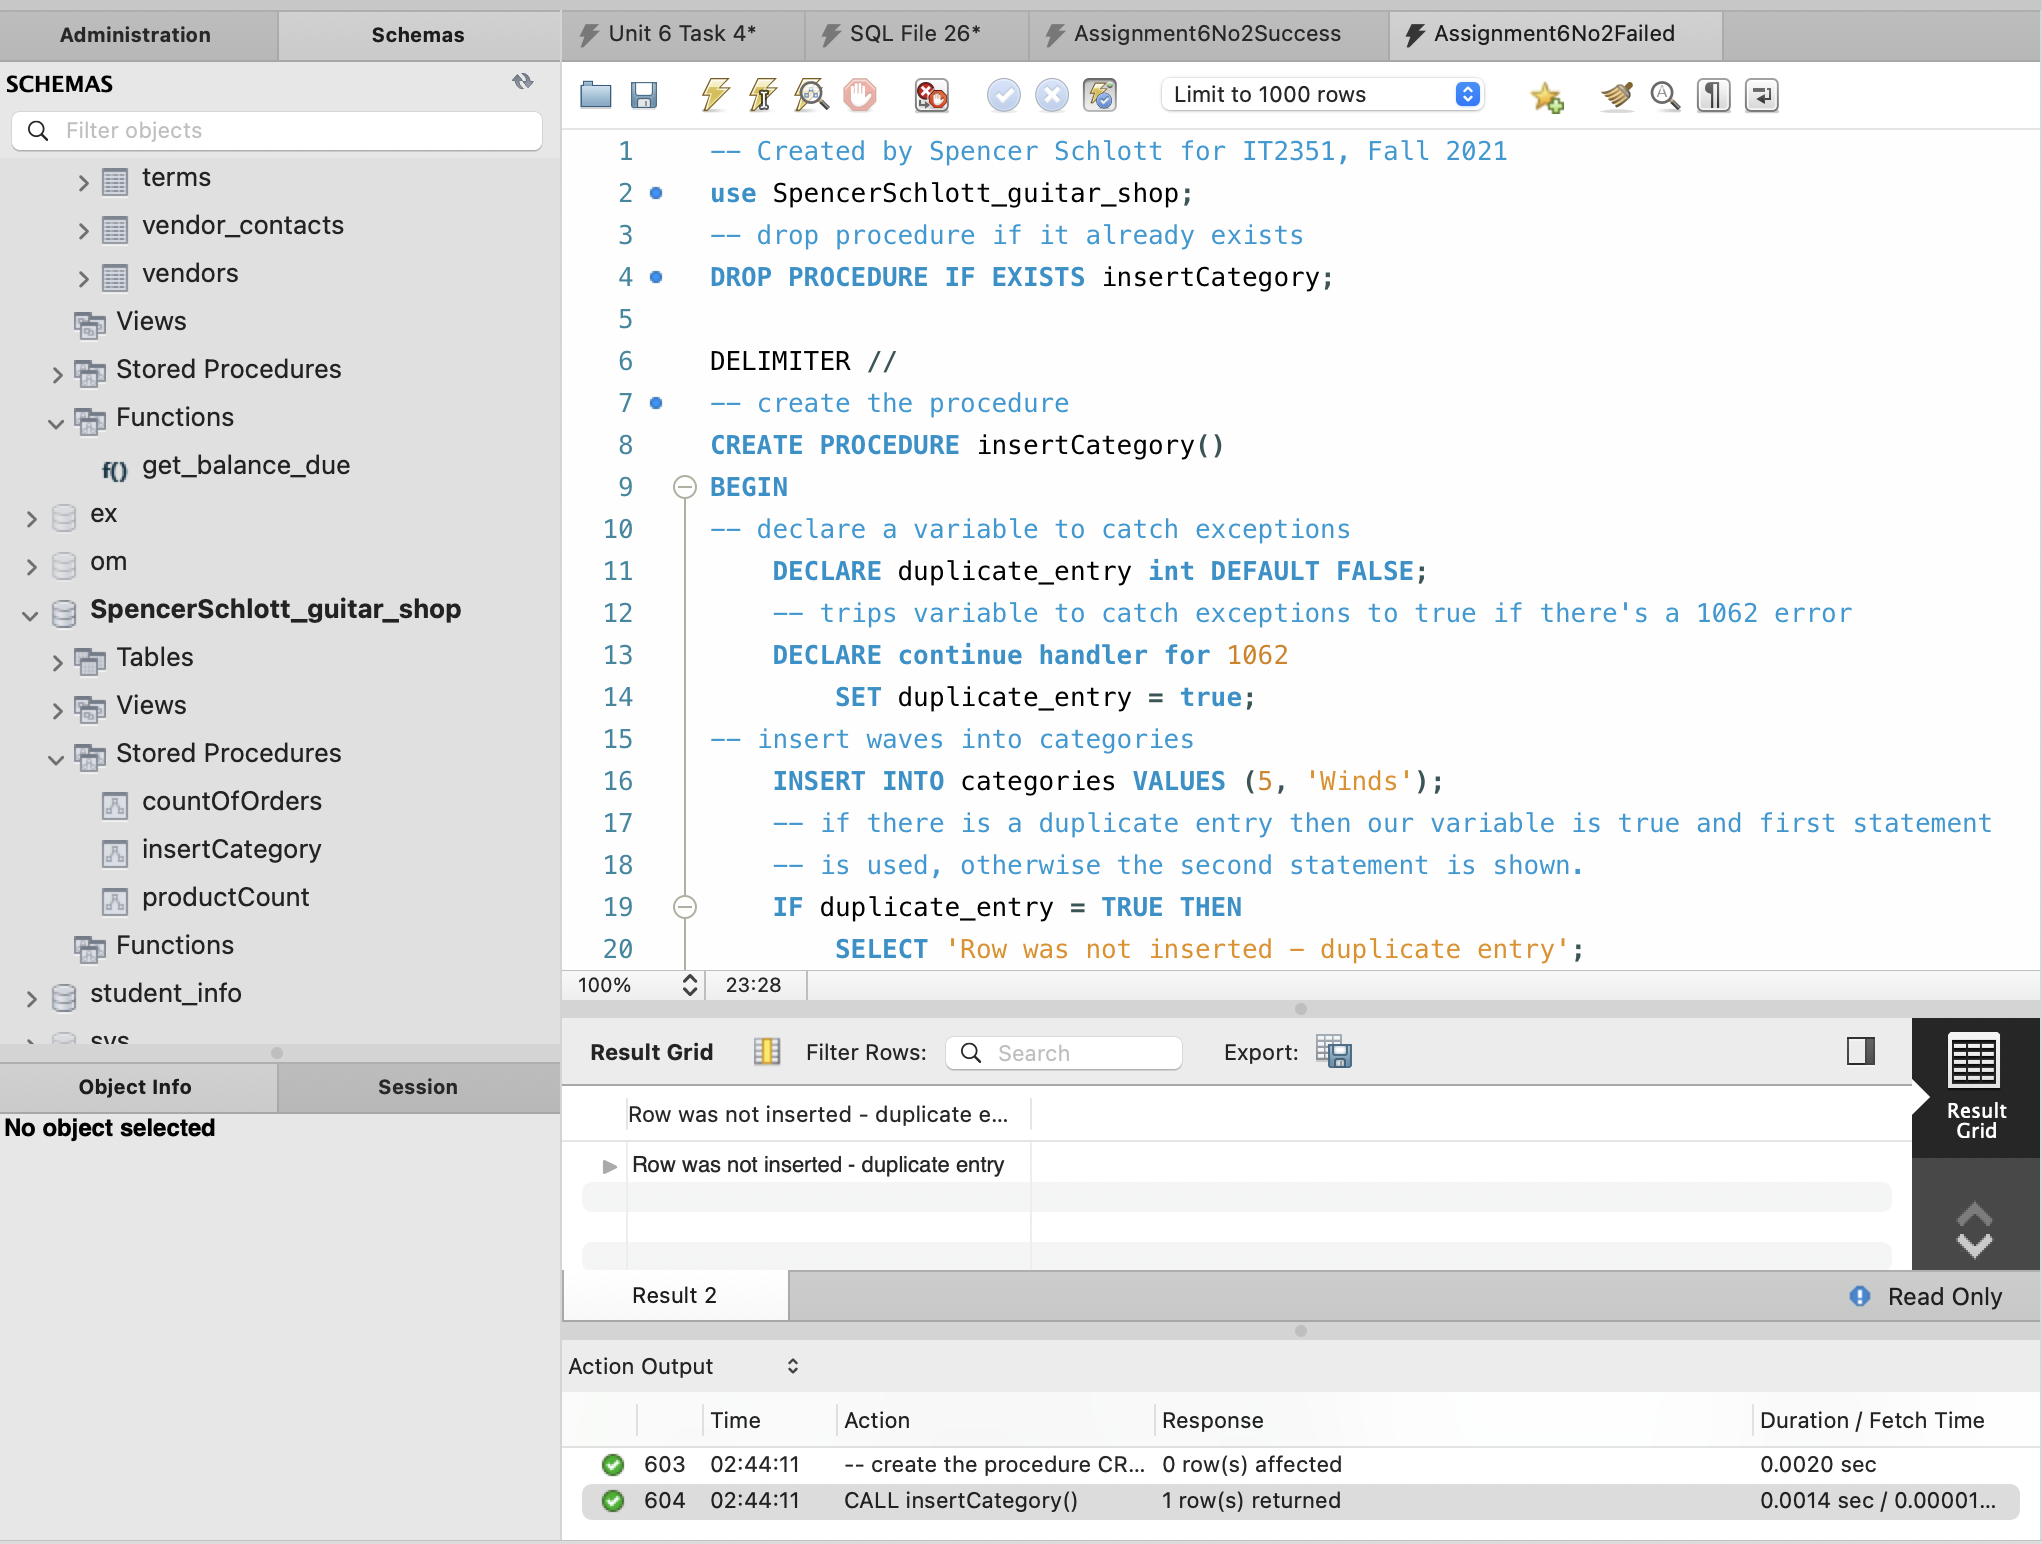 Administration
Schemas
Unit 6 Task 4*
SQL File 26*
Assignment6No2Success
Assignment6No2Failed
SCHEMAS
Filter objects
Limit to 1000 rows
terms
vendor_contacts
vendors
Views
Stored Procedures
Functions
f() get_balance_due
ex
om
SpencerSchlott_guitar_shop
Tables
Views
Stored Procedures
countOfOrders
insertCategory
productCount
Functions
student_info
sys
Object Info
Session
No object selected
1 -- Created by Spencer Schlott for IT2351, Fall 2021
2 use SpencerSchlott_guitar_shop;
3 -- drop procedure if it already exists
4 DROP PROCEDURE IF EXISTS insertCategory;
5
6 DELIMITER //
7 -- create the procedure
8 CREATE PROCEDURE insertCategory()
9 BEGIN
10 -- declare a variable to catch exceptions
11 DECLARE duplicate_entry int DEFAULT FALSE;
12 -- trips variable to catch exceptions to true if there's a 1062 error
13 DECLARE continue handler for 1062
14 SET duplicate_entry = true;
15 -- insert waves into categories
16 INSERT INTO categories VALUES (5, 'Winds');
17 -- if there is a duplicate entry then our variable is true and first statement
18 -- is used, otherwise the second statement is shown.
19 IF duplicate_entry = TRUE THEN
20 SELECT 'Row was not inserted - duplicate entry';
100%
23:28
Result Grid
Filter Rows:
Search
Export:
Result Grid
Row was not inserted - duplicate e...
Row was not inserted - duplicate entry
Result 2
Read Only
Action Output
Time Action Response Duration / Fetch Time
603 02:44:11 -- create the procedure CR... 0 row(s) affected 0.0020 sec
604 02:44:11 CALL insertCategory() 1 row(s) returned 0.0014 sec / 0.00001...